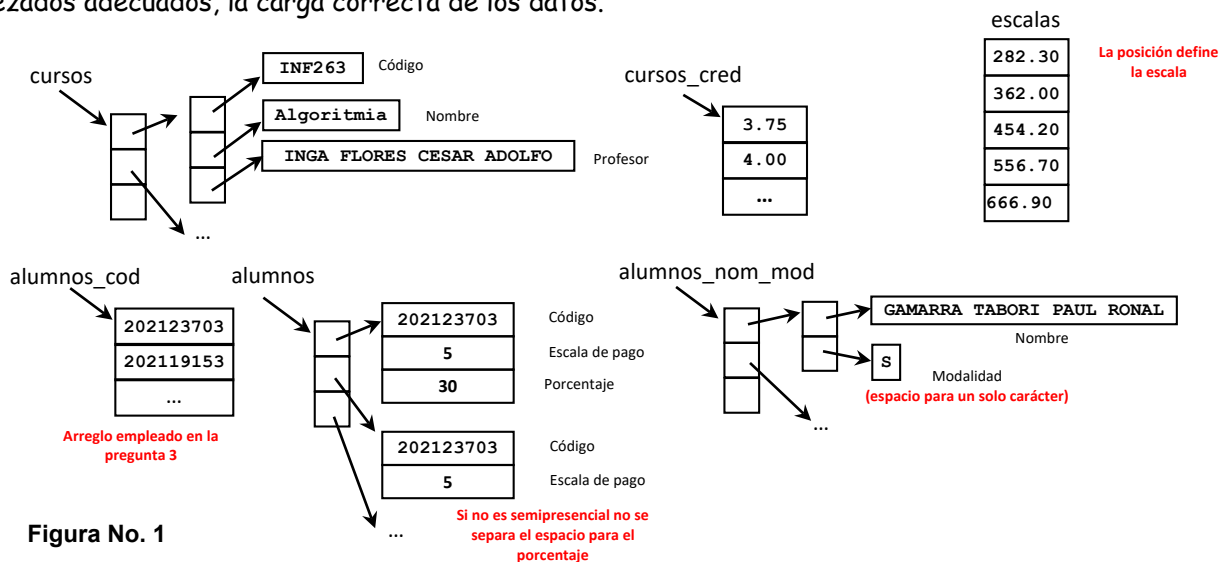 ezados adecuados, la carga correcta de los datos.
escalas
282.30
362.00
454.20
556.70
666.90
La posición define
la escala
cursos
INF263
Código
Algoritmia
Nombre
INGA FLORES CESAR ADOLFO
Profesor
...
cursos_cred
3.75
4.00
...
alumnos_cod
202123703
202119153
...
Arreglo empleado en la
pregunta 3
alumnos
202123703
Código
5
Escala de pago
30
Porcentaje
202123703
Código
5
Escala de pago
...
Si no es semipresencial no se
separa el espacio para el
porcentaje
alumnos_nom_mod
GAMARRA TABORI PAUL RONAL
Nombre
S
Modalidad
(espacio para un solo carácter)
...
Figura No. 1